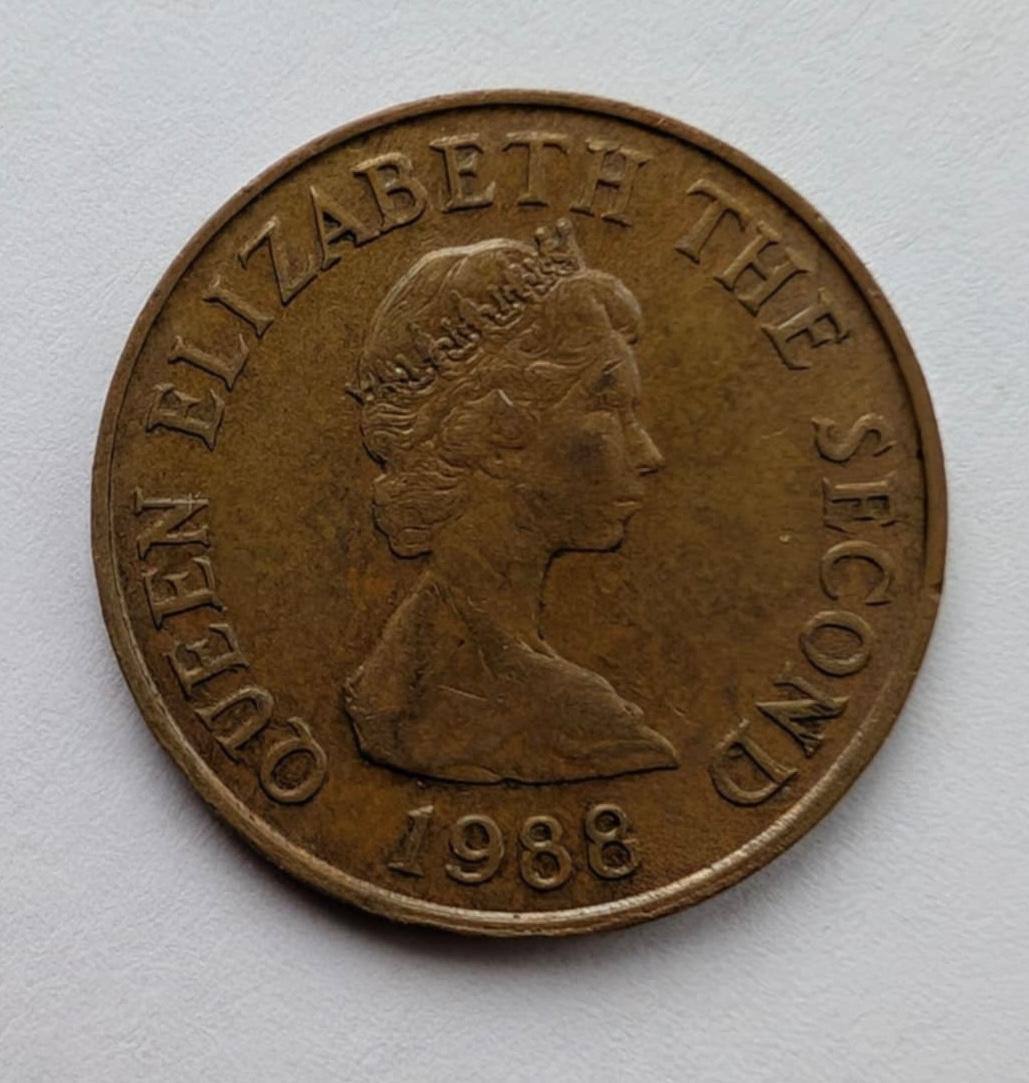 QUEEN ELIZABETH THE SECOND
1988